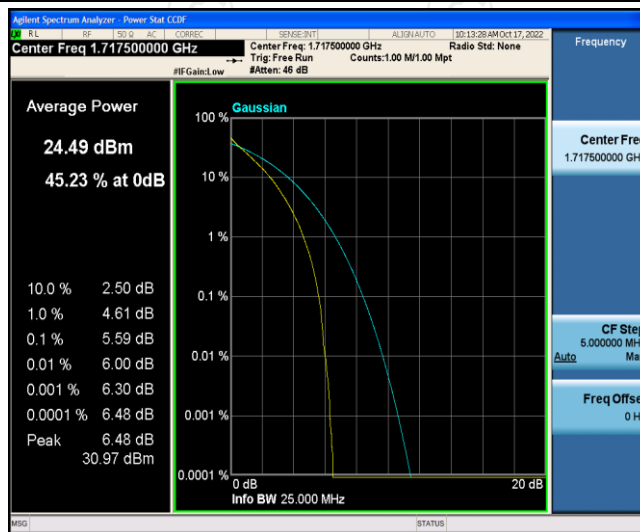 Agilent Spectrum Analyzer - Power Stat CCDF
RL RF 50 Ω AC CORREC SENSE:INT ALIGN AUTO 10:13:28 AM Oct 17, 2022
Center Freq 1.717500000 GHz
Center Freq: 1.717500000 GHz Radio Std: None
Trig: Free Run Counts:1.00 M/1.00 Mpt
#IFGain:Low #Atten: 46 dB
Frequency
Average Power
24.49 dBm
45.23 % at 0dB
10.0 % 2.50 dB
1.0 % 4.61 dB
0.1 % 5.59 dB
0.01 % 6.00 dB
0.001 % 6.30 dB
0.0001 % 6.48 dB
Peak 6.48 dB
30.97 dBm
Gaussian
100 %
10 %
1 %
0.1 %
0.01 %
0.001 %
0.0001 %
0 dB 20 dB
Info BW 25.000 MHz
Center Fre
1.717500000 GH
CF Step
5.000000 MH
Auto Ma
Freq Offse
0 H
MSG STATUS